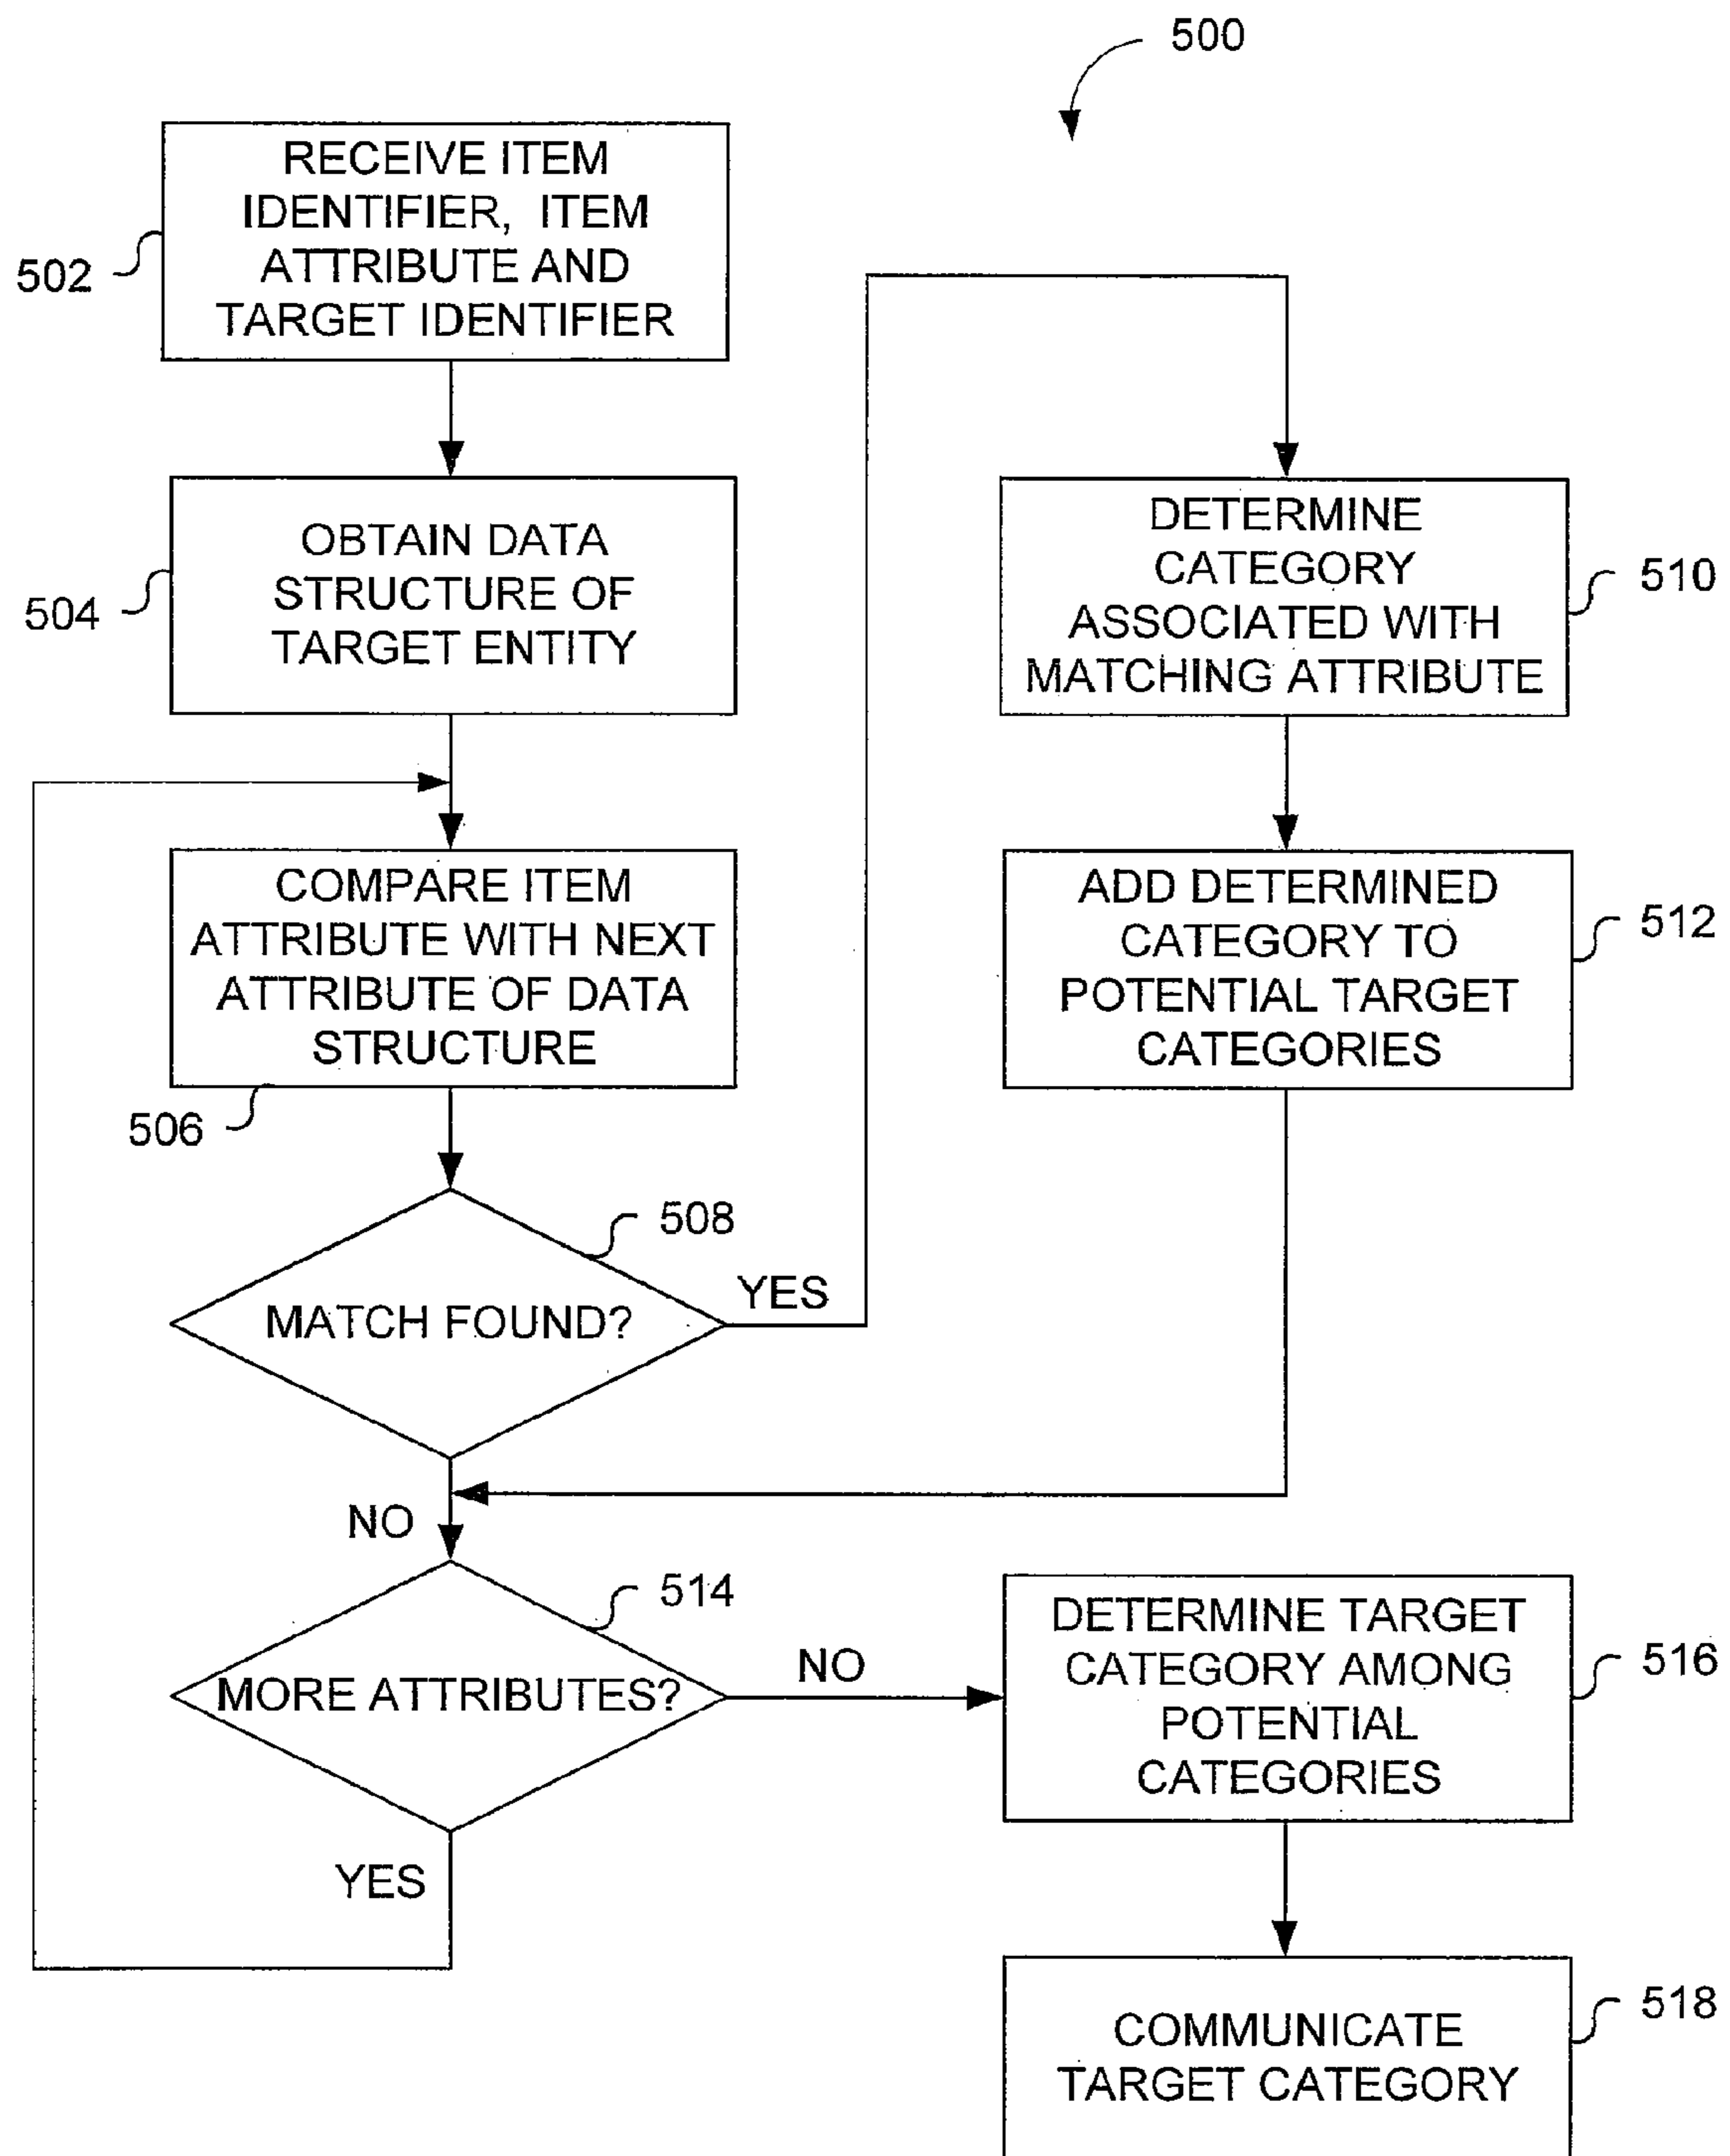 500
RECEIVE ITEM
IDENTIFIER, ITEM
ATTRIBUTE AND
TARGET IDENTIFIER
502
OBTAIN DATA
STRUCTURE OF
TARGET ENTITY
504
COMPARE ITEM
ATTRIBUTE WITH NEXT
ATTRIBUTE OF DATA
STRUCTURE
506
508
MATCH FOUND?
YES
NO
DETERMINE
CATEGORY
ASSOCIATED WITH
MATCHING ATTRIBUTE
510
ADD DETERMINED
CATEGORY TO
POTENTIAL TARGET
CATEGORIES
512
514
MORE ATTRIBUTES?
NO
YES
DETERMINE TARGET
CATEGORY AMONG
POTENTIAL
CATEGORIES
516
COMMUNICATE
TARGET CATEGORY
518